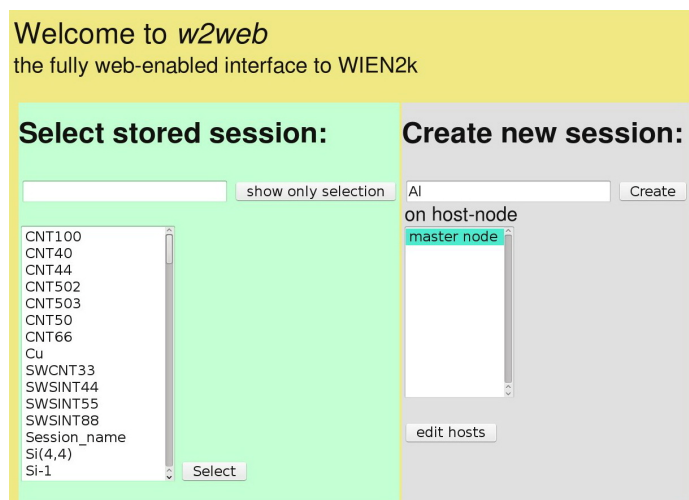 Welcome to w2web
the fully web-enabled interface to WIEN2k
Select stored session:
show only selection
CNT100
CNT40
CNT44
CNT502
CNT503
CNT50
CNT66
Cu
SWCNT33
SWSINT44
SWSINT55
SWSINT88
Session_name
Si(4,4)
Si-1
Select
Create new session:
Al
Create
on host-node
master node
edit hosts